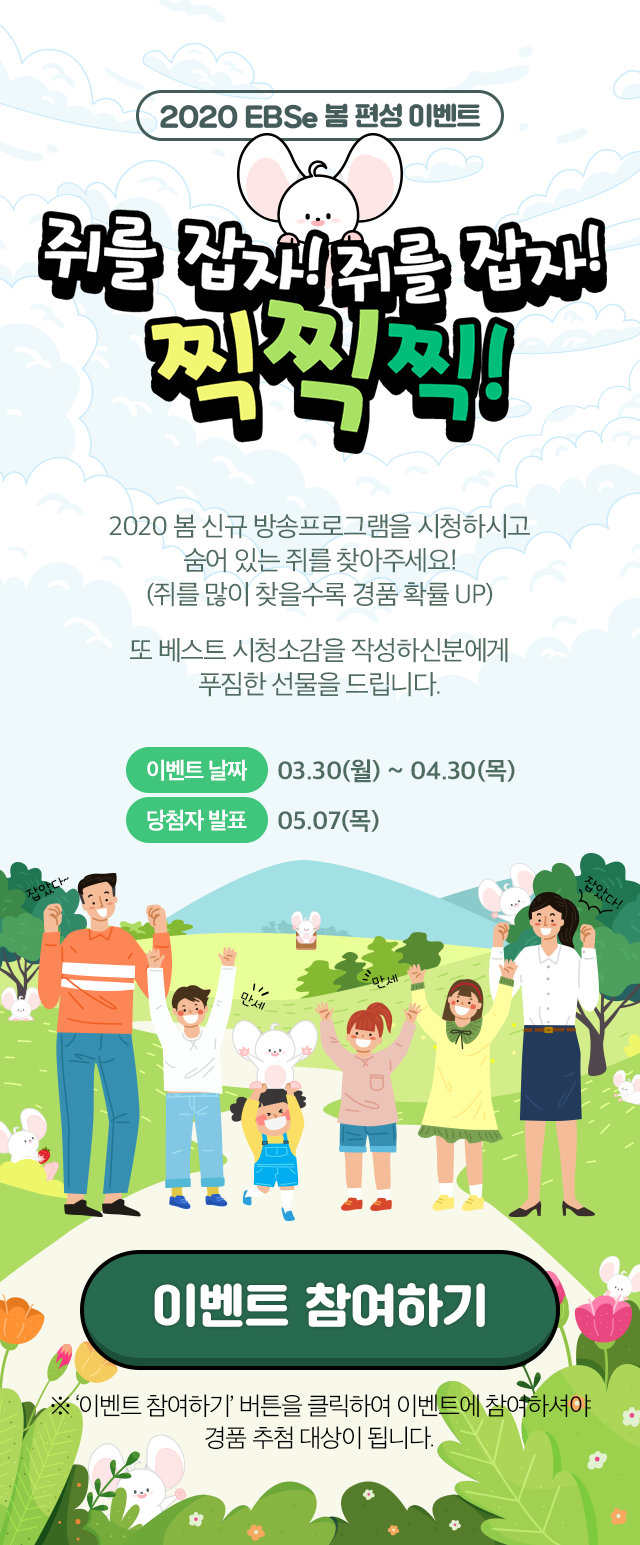 2020 EBSe 봄 편성 이벤트
쥐를 잡자! 쥐를 잡자!
찍찍찍!
2020 봄 신규 방송프로그램을 시청하시고
숨어 있는 쥐를 찾아주세요!
(쥐를 많이 찾을수록 경품 확률 UP)
또 베스트 시청소감을 작성하신분에게
푸짐한 선물을 드립니다.
이벤트 날짜 03.30(월) ~ 04.30(목)
당첨자 발표 05.07(목)
잡았다~
잡았다!
만세
만세
이벤트 참여하기
※ ‘이벤트 참여하기’ 버튼을 클릭하여 이벤트에 참여하셔야
경품 추첨 대상이 됩니다.